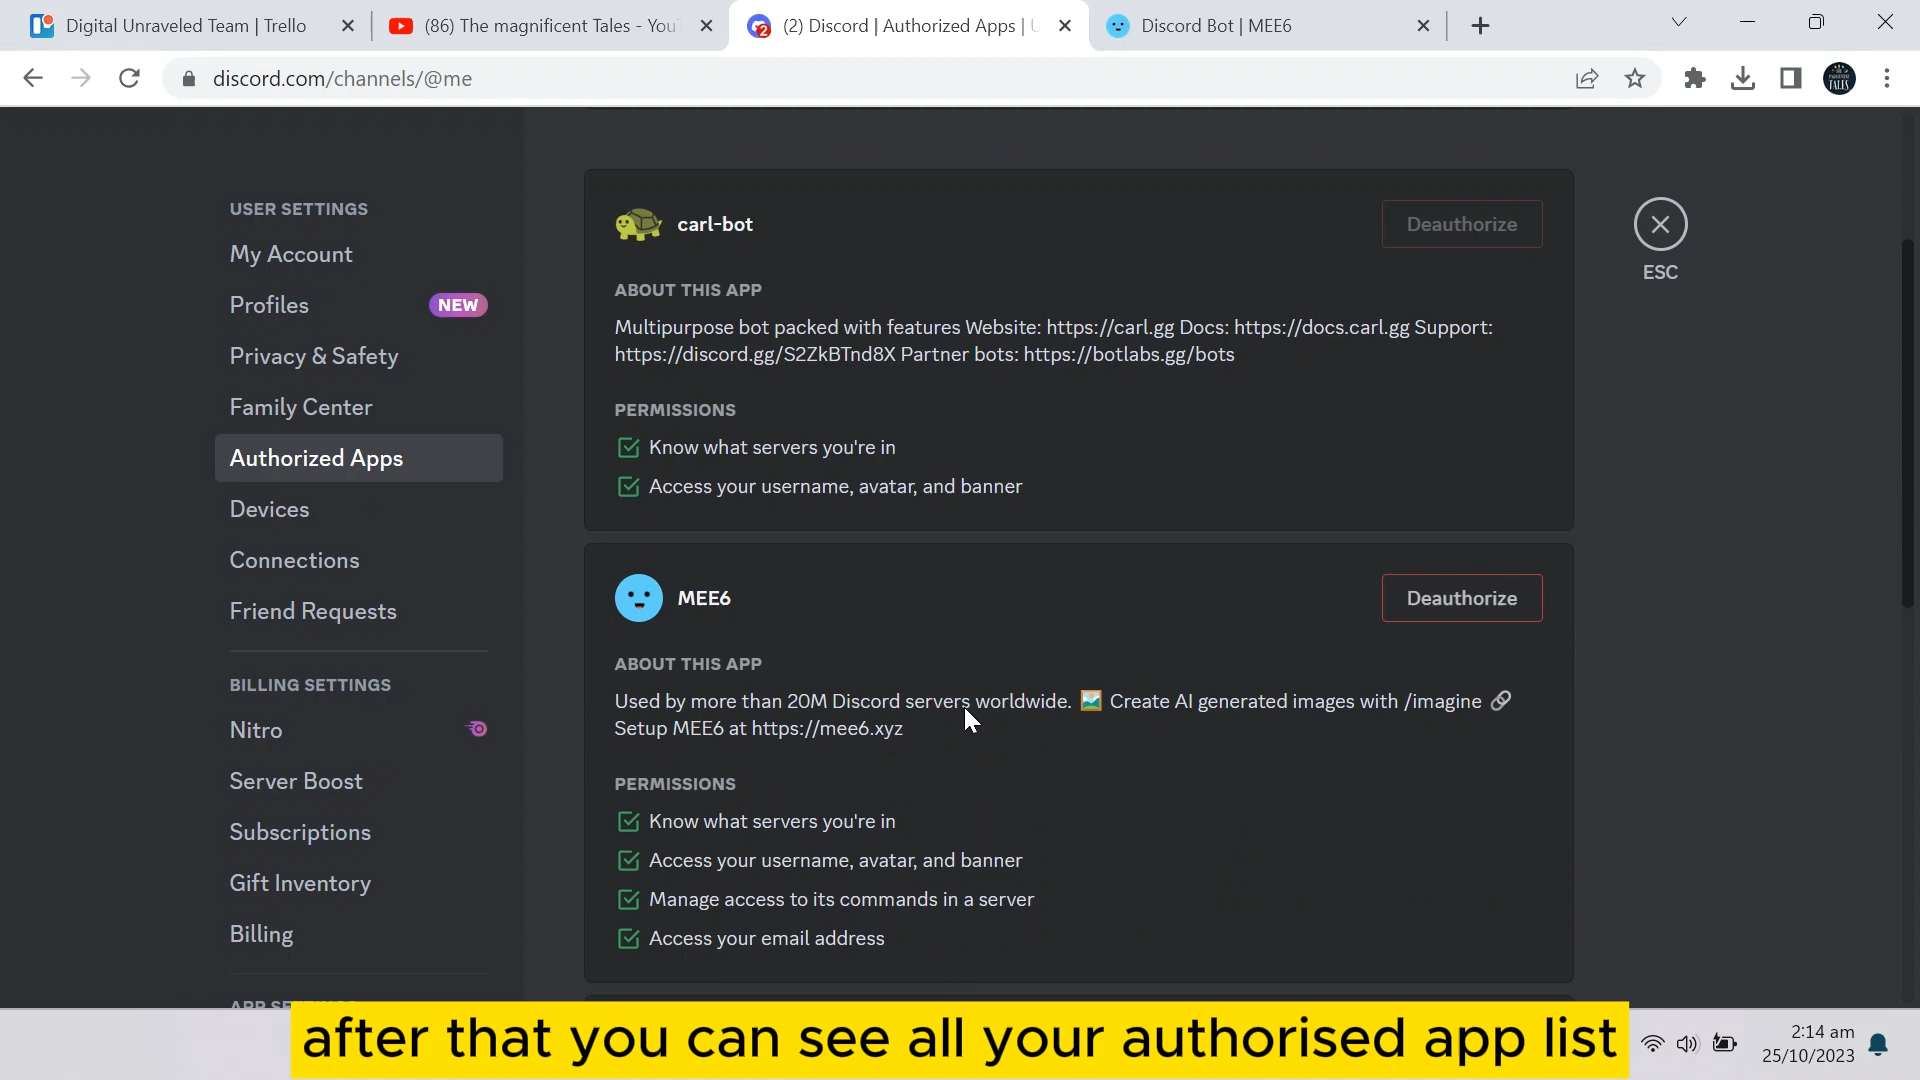 Digital Unraveled Team | Trello
(86) The magnificent Tales - You
(2) Discord | Authorized Apps | U
Discord Bot | MEE6
discord.com/channels/@me
USER SETTINGS
My Account
Profiles
NEW
Privacy & Safety
Family Center
Authorized Apps
Devices
Connections
Friend Requests
BILLING SETTINGS
Nitro
Server Boost
Subscriptions
Gift Inventory
Billing
carl-bot
Deauthorize
ABOUT THIS APP
Multipurpose bot packed with features Website: https://carl.gg Docs: https://docs.carl.gg Support:
https://discord.gg/S2ZkBTnd8X Partner bots: https://botlabs.gg/bots
PERMISSIONS
Know what servers you're in
Access your username, avatar, and banner
MEE6
Deauthorize
ABOUT THIS APP
Used by more than 20M Discord servers worldwide. 🖼️ Create AI generated images with /imagine 🔗
Setup MEE6 at https://mee6.xyz
PERMISSIONS
Know what servers you're in
Access your username, avatar, and banner
Manage access to its commands in a server
Access your email address
ESC
after that you can see all your authorised app list
2:14 am
25/10/2023